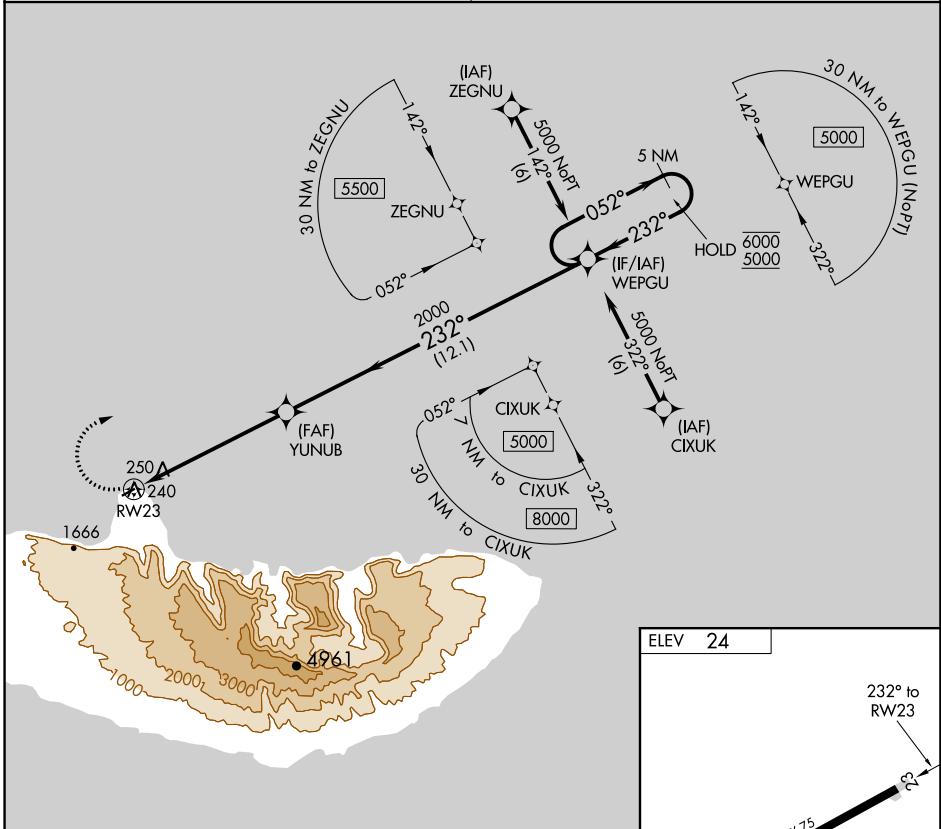 (IAF)
ZEGNU
30 NM to ZEGNU
142°
5500
ZEGNU
052°
5000 NoPT
142°
(6)
5 NM
052°
232°
HOLD
6000
5000
(IF/IAF)
WEPGU
30 NM to WEPGU (NoPT)
142°
5000
WEPGU
322°
2000
232°
(12.1)
5000 NoPT
322°
(6)
(IAF)
CIXUK
052°
CIXUK
5000
7 NM to CIXUK
322°
8000
30 NM to CIXUK
(FAF)
YUNUB
250
240
RW23
1666
4961
1000
2000
3000
ELEV 24
232° to
RW23
23